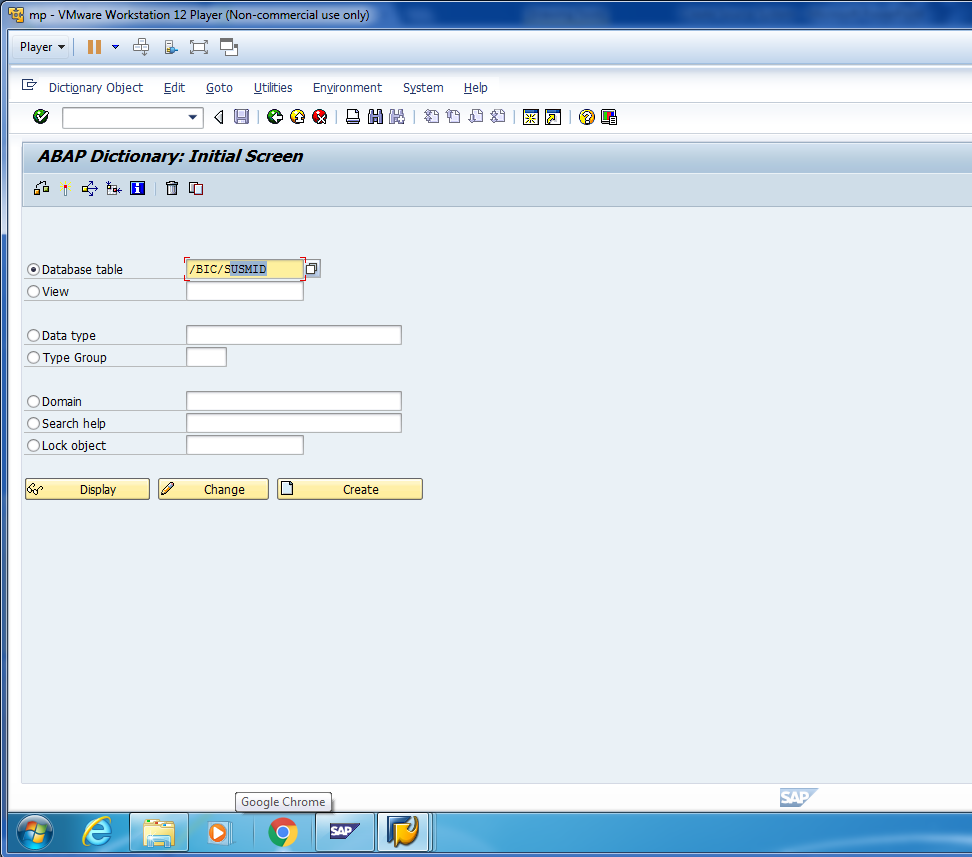 mp - VMware Workstation 12 Player (Non-commercial use only)
Player
Dictionary Object Edit Goto Utilities Environment System Help
ABAP Dictionary: Initial Screen
Database table /BIC/SUSMID
View
Data type
Type Group
Domain
Search help
Lock object
Display Change Create
SAP
Google Chrome
SAP